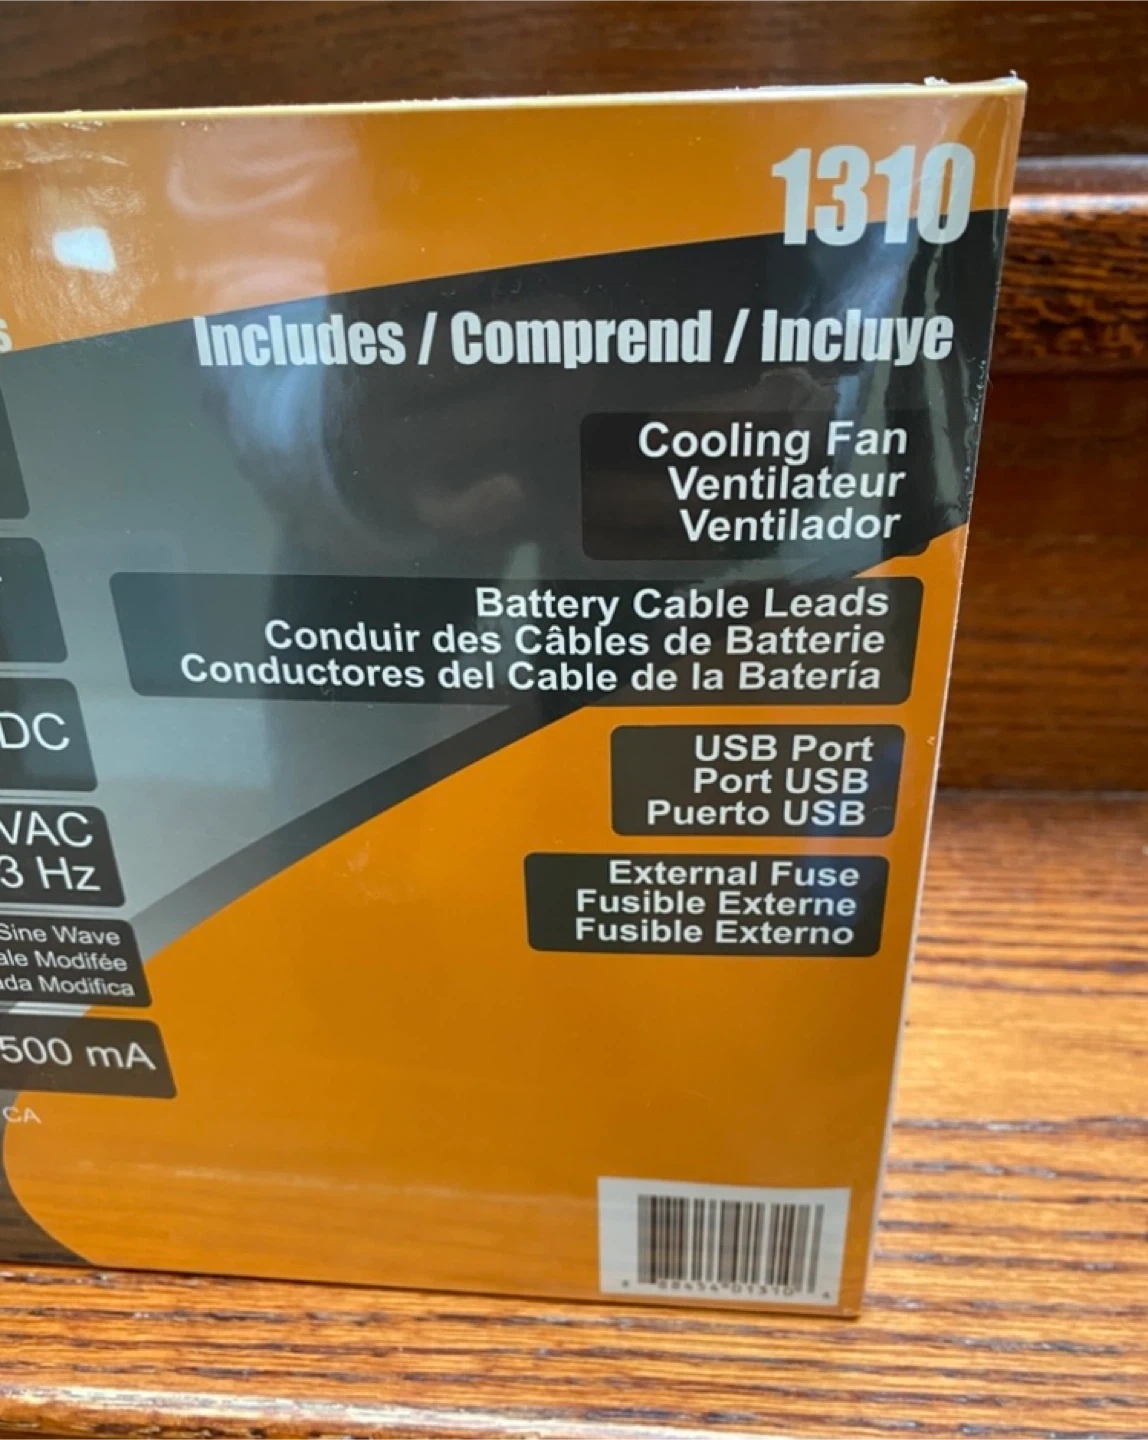 1310
Includes / Comprend / Incluye
Cooling Fan
Ventilateur
Ventilador
Battery Cable Leads
Conduir des Câbles de Batterie
Conductores del Cable de la Batería
USB Port
Port USB
Puerto USB
External Fuse
Fusible Externe
Fusible Externo
DC
VAC
3 Hz
Sine Wave
ale Modifée
ada Modifica
500 mA
CA